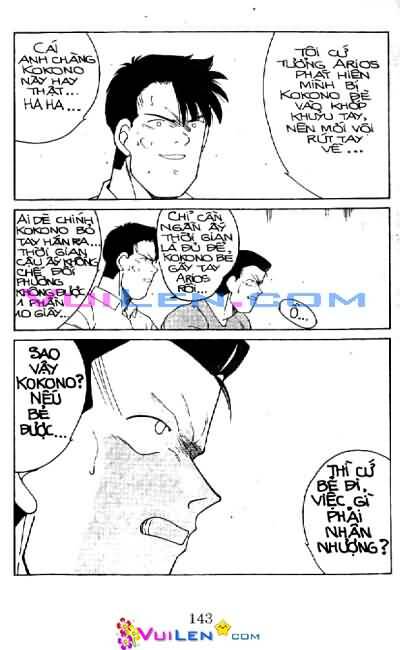 CÁI
ANH CHÀNG
KOKONO
NÀY HAY
THẬT...
HA HA...
TÔI CỨ
TƯỞNG ARIOS
PHÁT HIỆN
MÌNH BỊ
KOKONO BẺ
VÀO KHỚP
KHUỶU TAY,
NÊN MỚI VỘI
RÚT TAY
VỀ...
AI DÈ CHÍNH
KOKONO BỎ
TAY HẮN RA...
THỜI GIAN
CẬU ẤY KHỐNG
CHẾ ĐỐI
PHƯƠNG
KHÔNG ĐƯỢC
1 PHẦN
10 GIÂY...
CHỈ CẦN
NGẦN ẤY
THỜI GIAN
LÀ ĐỦ ĐỂ
KOKONO BẺ
GÃY TAY
ARIOS
RỒI...
Ồ...
VUILEN.COM
SAO
VẬY
KOKONO?
NẾU
BẺ
ĐƯỢC...
THÌ CỨ
BẺ ĐI,
VIỆC GÌ
PHẢI
NHÂN
NHƯỢNG?
143
VUILEN COM